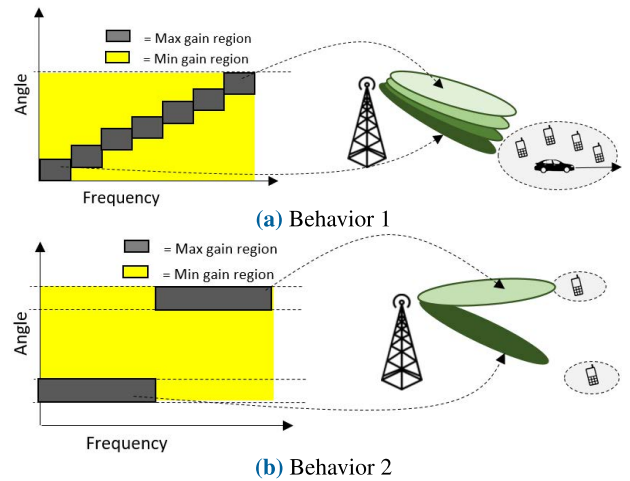 = Max gain region
= Min gain region
Angle
Frequency
(a) Behavior 1
= Max gain region
= Min gain region
Angle
Frequency
(b) Behavior 2